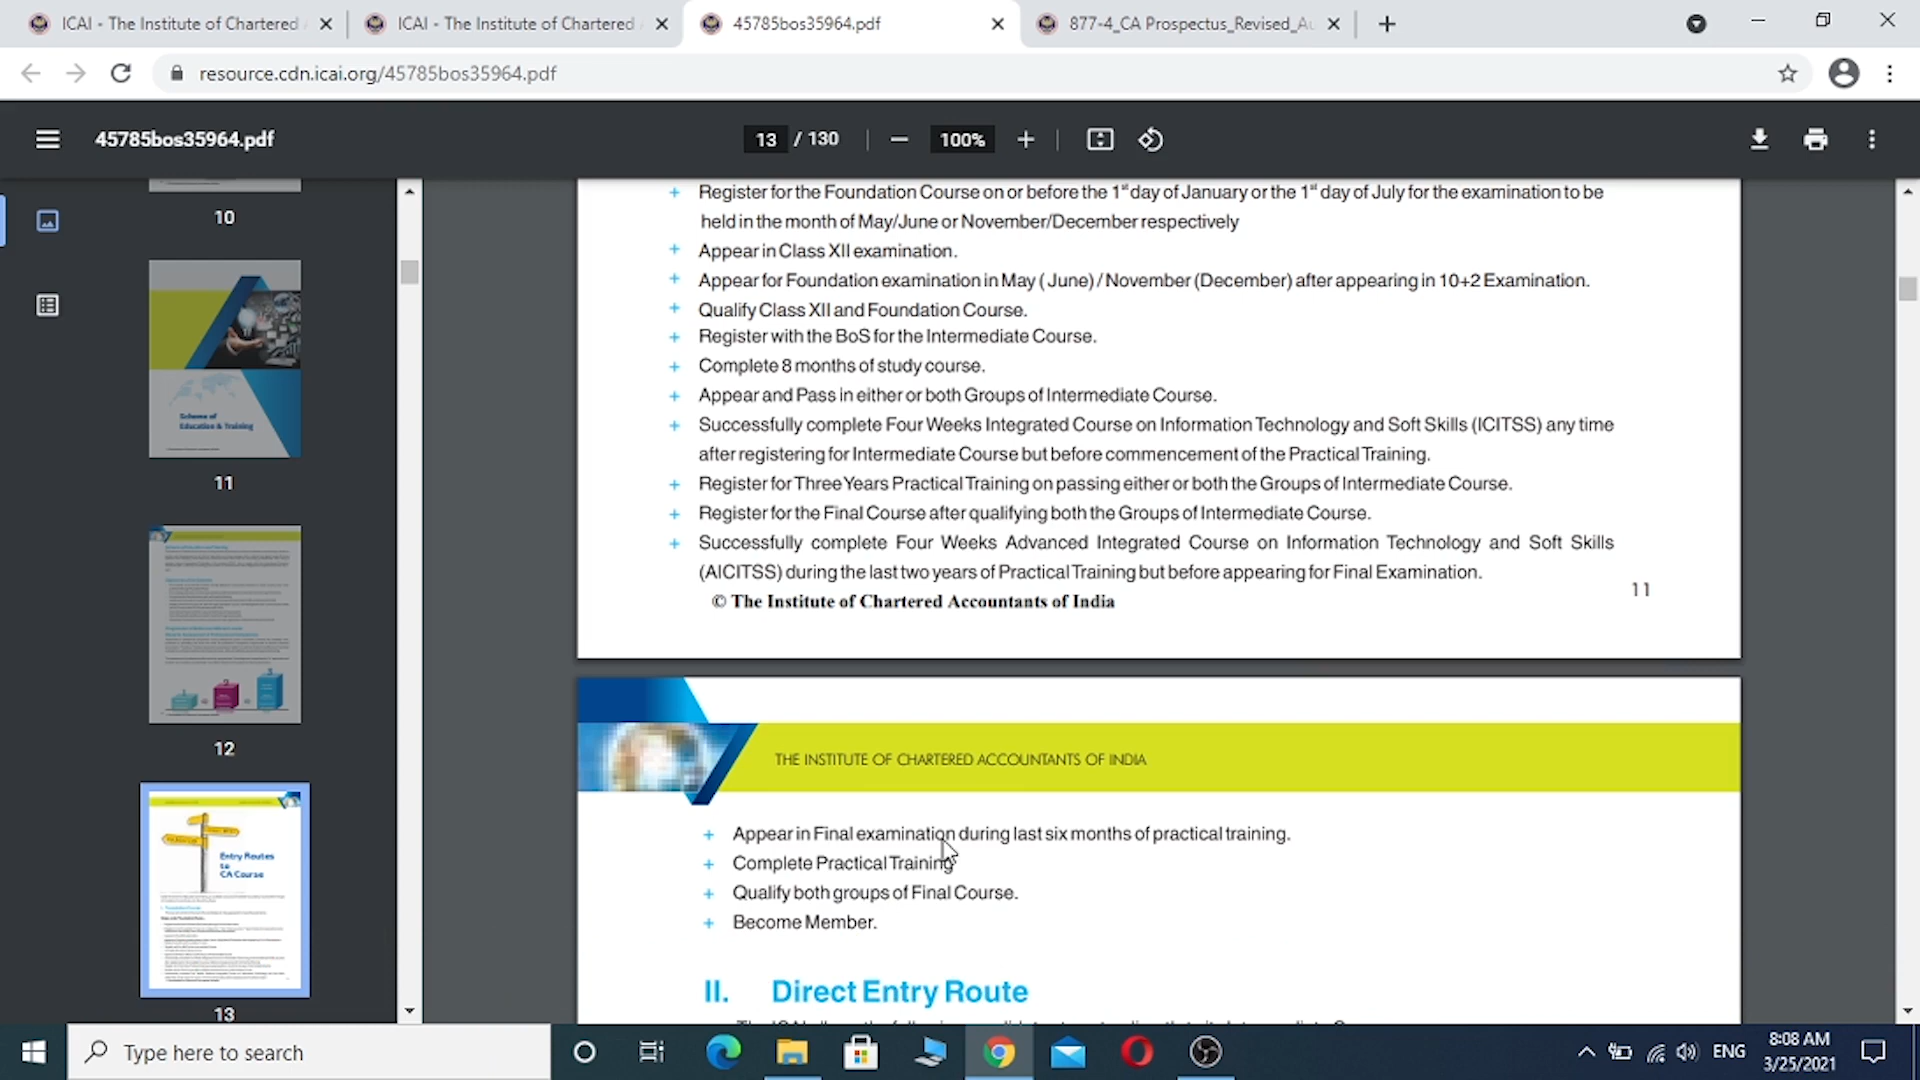 ICAI - The Institute of Chartered
ICAI - The Institute of Chartered
45785bos35964.pdf
877-4_CA Prospectus_Revised_Au
resource.cdn.icai.org/45785bos35964.pdf
45785bos35964.pdf
13 / 130
100%
10
Scheme of
Education & Training
11
12
Entry Routes
to
CA Course
13
+ Register for the Foundation Course on or before the 1st day of January or the 1st day of July for the examination to be
held in the month of May/June or November/December respectively
+ Appear in Class XII examination.
+ Appear for Foundation examination in May ( June) / November (December) after appearing in 10+2 Examination.
+ Qualify Class XII and Foundation Course.
+ Register with the BoS for the Intermediate Course.
+ Complete 8 months of study course.
+ Appear and Pass in either or both Groups of Intermediate Course.
+ Successfully complete Four Weeks Integrated Course on Information Technology and Soft Skills (ICITSS) any time
after registering for Intermediate Course but before commencement of the Practical Training.
+ Register for Three Years Practical Training on passing either or both the Groups of Intermediate Course.
+ Register for the Final Course after qualifying both the Groups of Intermediate Course.
+ Successfully complete Four Weeks Advanced Integrated Course on Information Technology and Soft Skills
(AICITSS) during the last two years of Practical Training but before appearing for Final Examination.
11
© The Institute of Chartered Accountants of India
THE INSTITUTE OF CHARTERED ACCOUNTANTS OF INDIA
+ Appear in Final examination during last six months of practical training.
+ Complete Practical Training
+ Qualify both groups of Final Course.
+ Become Member.
II. Direct Entry Route
Type here to search
ENG
8:08 AM
3/25/2021